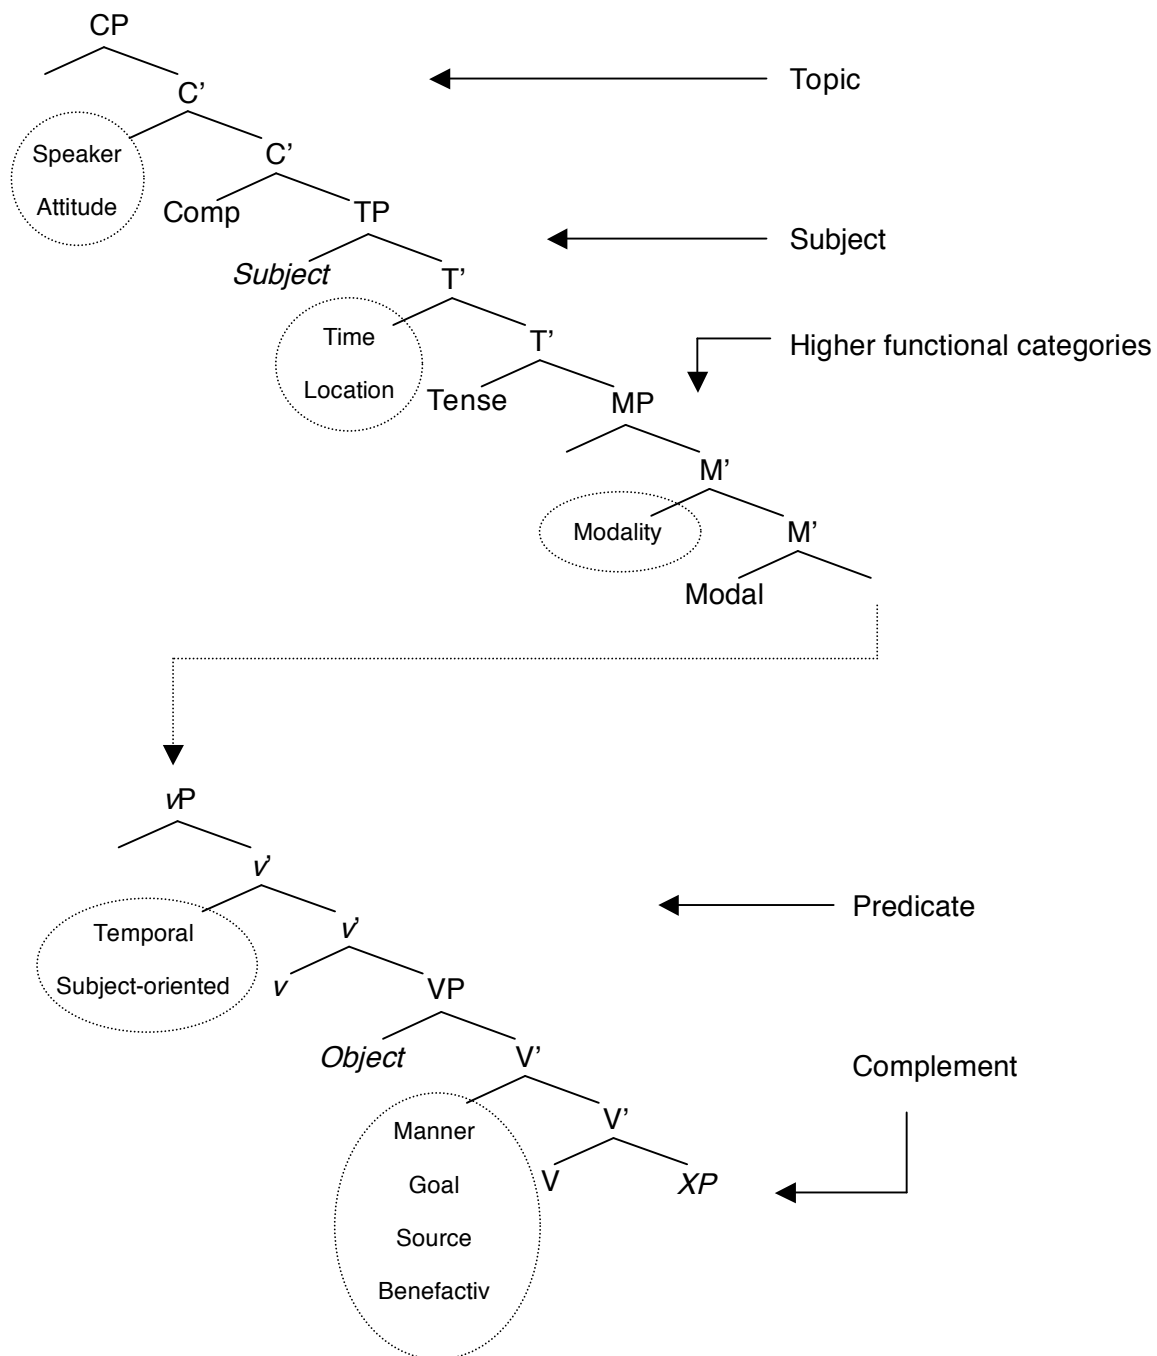 CP
Topic
C’
Speaker
C’
Attitude
Comp
TP
Subject
Subject
T’
Time
T’
Higher functional categories
Location
Tense
MP
M’
Modality
M’
Modal
vP
v’
Predicate
Temporal
v’
Subject-oriented
v
VP
Object
V’
Complement
Manner
V’
Goal
V
XP
Source
Benefactiv